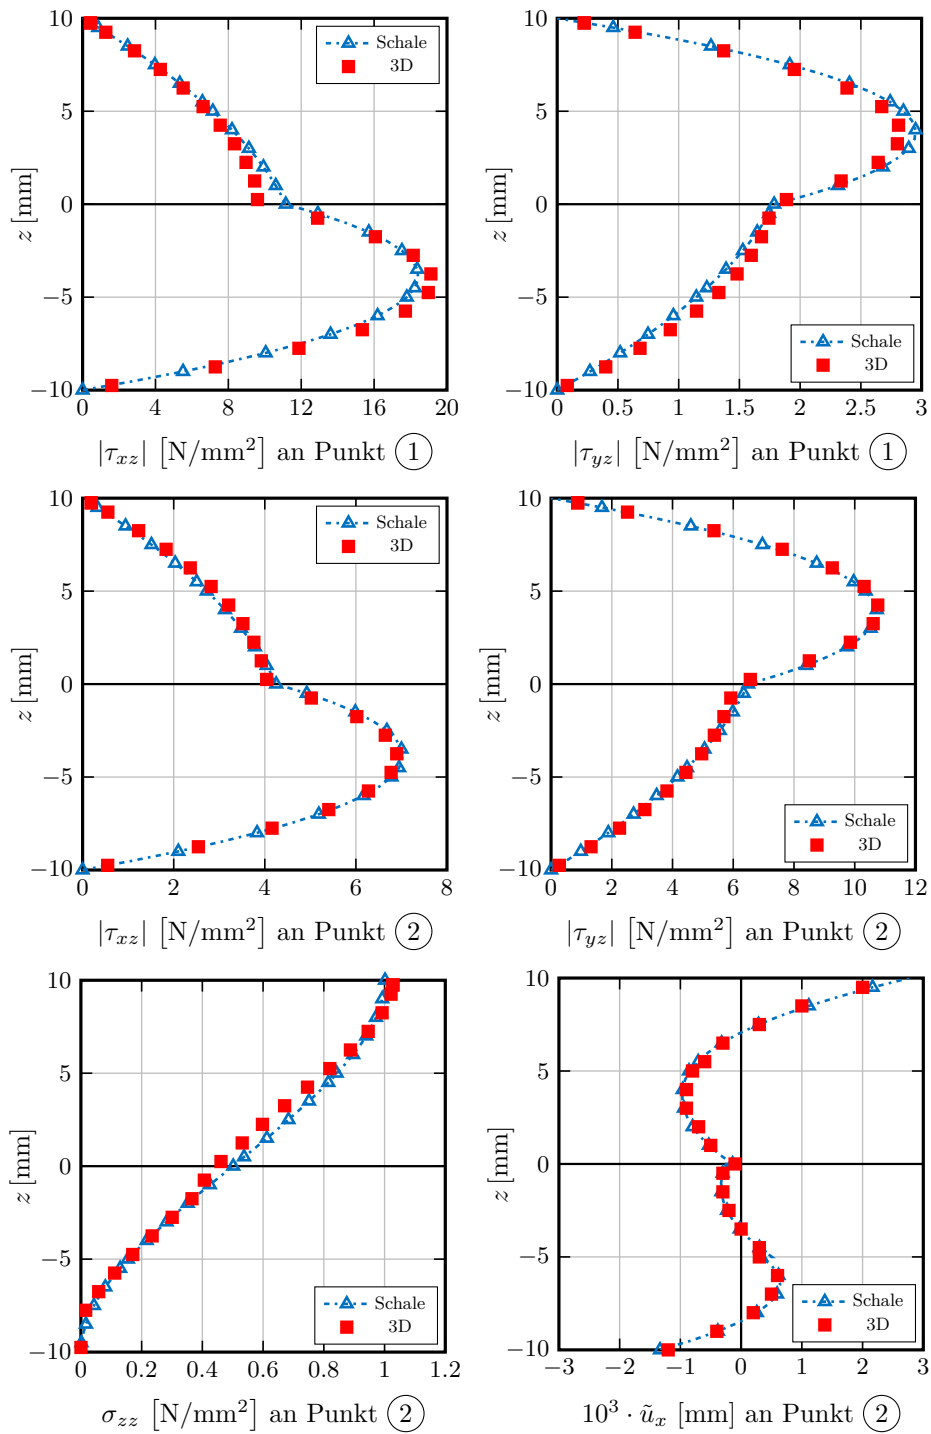 10
5
0
−5
−10
z [mm]
0 4 8 12 16 20
|τxz| [N/mm²] an Punkt ①
Schale
3D
10
5
0
−5
−10
z [mm]
0 0.5 1 1.5 2 2.5 3
|τyz| [N/mm²] an Punkt ①
Schale
3D
10
5
0
−5
−10
z [mm]
0 2 4 6 8
|τxz| [N/mm²] an Punkt ②
Schale
3D
10
5
0
−5
−10
z [mm]
0 2 4 6 8 10 12
|τyz| [N/mm²] an Punkt ②
Schale
3D
10
5
0
−5
−10
z [mm]
0 0.2 0.4 0.6 0.8 1 1.2
σzz [N/mm²] an Punkt ②
Schale
3D
10
5
0
−5
−10
z [mm]
−3 −2 −1 0 1 2 3
10³ · ũx [mm] an Punkt ②
Schale
3D